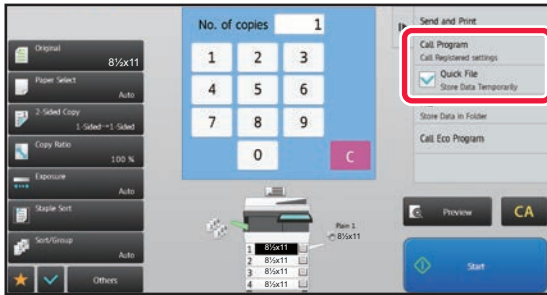 No. of copies 1
Original
8½x11
Paper Select
Auto
2-Sided Copy
1-Sided→1-Sided
Copy Ratio
100 %
Exposure
Auto
Staple Sort
Sort/Group
Auto
Others
1 2 3
4 5 6
7 8 9
0 C
Plain 1
8½x11
1 8½x11
2 8½x11
3 8½x11
4 8½x11
Send and Print
Call Program
Call Registered settings
Quick File
Store Data Temporarily
Store Data in Folder
Call Eco Program
Preview CA
Start